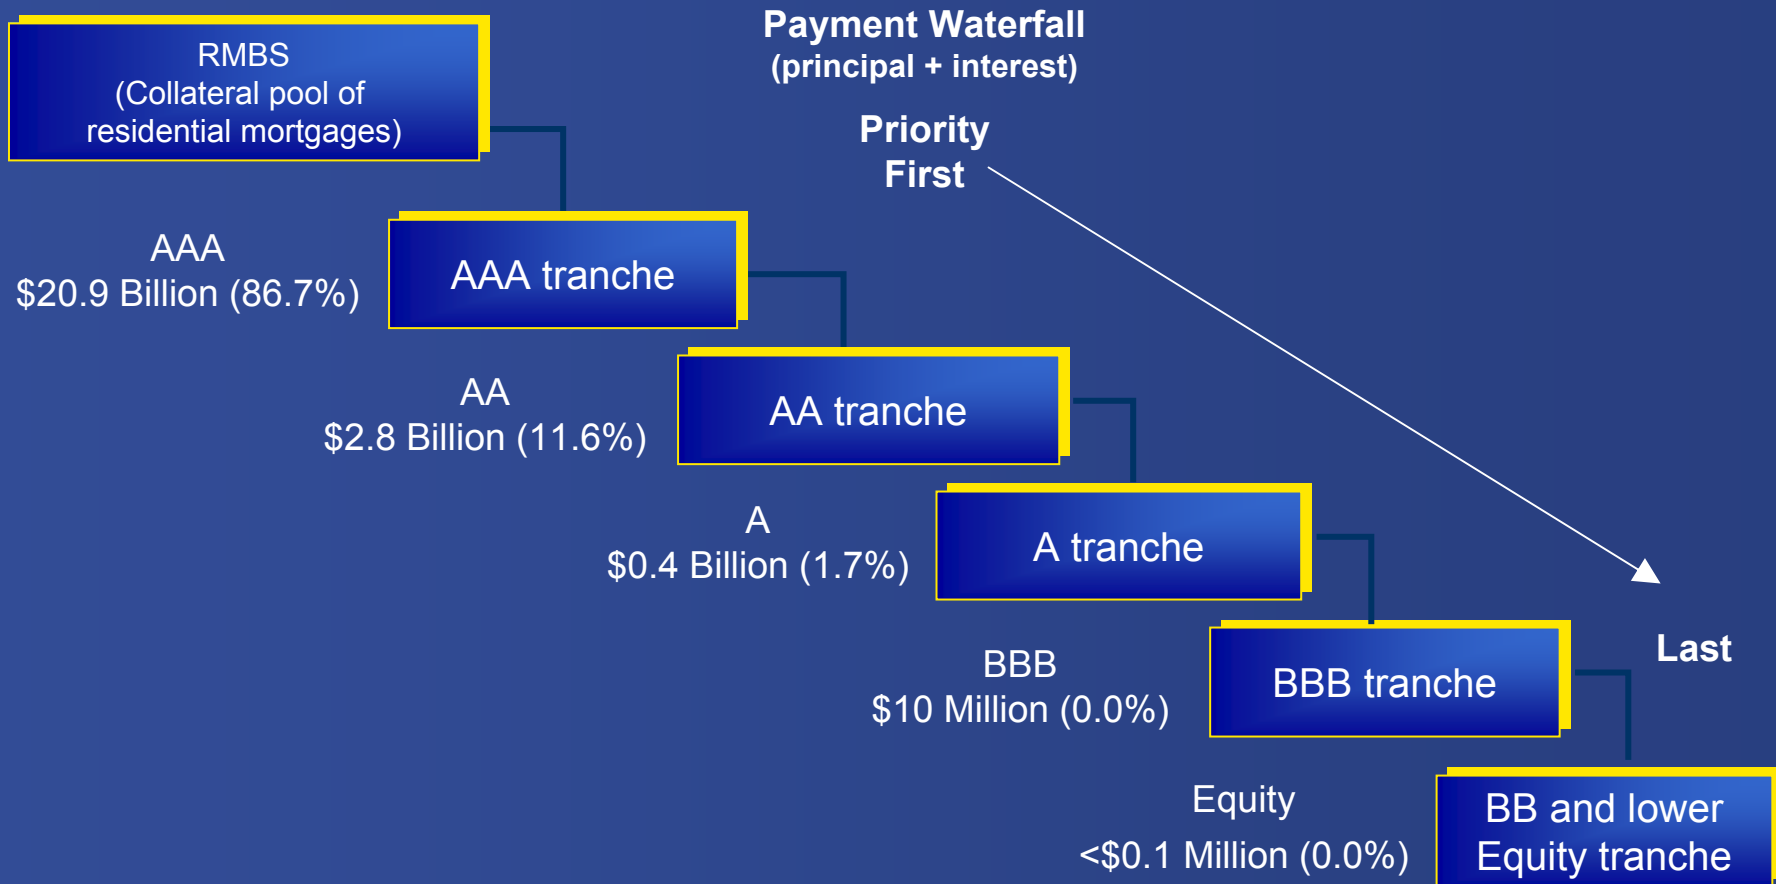 RMBS
(Collateral pool of
residential mortgages)
Payment Waterfall
(principal + interest)
Priority
First
AAA
$20.9 Billion (86.7%)
AAA tranche
AA
$2.8 Billion (11.6%)
AA tranche
A
$0.4 Billion (1.7%)
A tranche
BBB
$10 Million (0.0%)
BBB tranche
Last
Equity
<$0.1 Million (0.0%)
BB and lower
Equity tranche